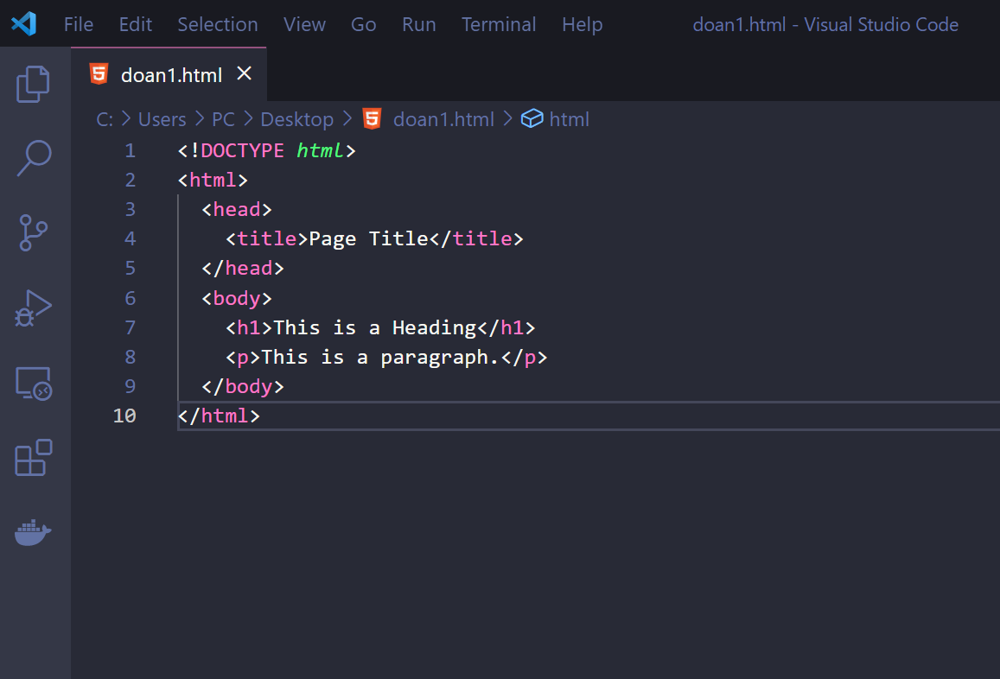 File Edit Selection View Go Run Terminal Help doan1.html - Visual Studio Code
doan1.html
C: > Users > PC > Desktop > doan1.html > html
1 <!DOCTYPE html>
2 <html>
3   <head>
4     <title>Page Title</title>
5   </head>
6   <body>
7     <h1>This is a Heading</h1>
8     <p>This is a paragraph.</p>
9   </body>
10 </html>